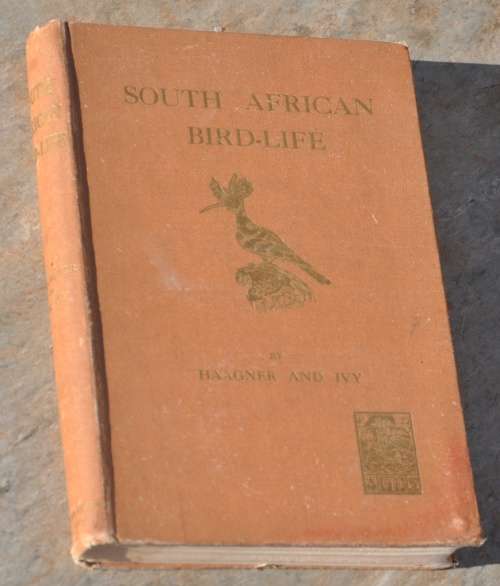 SOUTH AFRICAN
BIRD-LIFE
BY
HAAGNER AND IVY